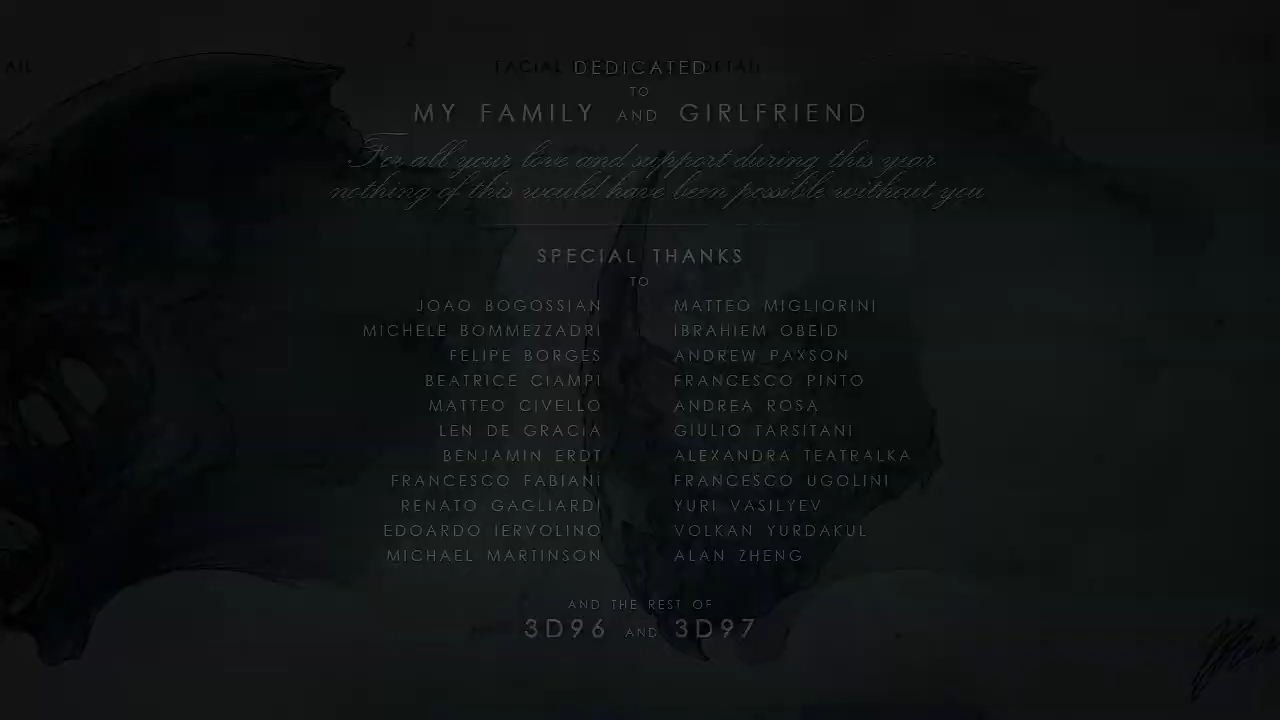 AIL
FACIAL DETAIL
DEDICATED
TO
MY FAMILY AND GIRLFRIEND
For all your love and support during this year
nothing of this would have been possible without you
SPECIAL THANKS
TO
JOAO BOGOSSIAN MATTEO MIGLIORINI
MICHELE BOMMEZZADRI IBRAHIEM OBEID
FELIPE BORGES ANDREW PAXSON
BEATRICE CIAMPI FRANCESCO PINTO
MATTEO CIVELLO ANDREA ROSA
LEN DE GRACIA GIULIO TARSITANI
BENJAMIN ERDT ALEXANDRA TEATRALKA
FRANCESCO FABIANI FRANCESCO UGOLINI
RENATO GAGLIARDI YURI VASILYEV
EDOARDO IERVOLINO VOLKAN YURDAKUL
MICHAEL MARTINSON ALAN ZHENG
AND THE REST OF
3D96 AND 3D97